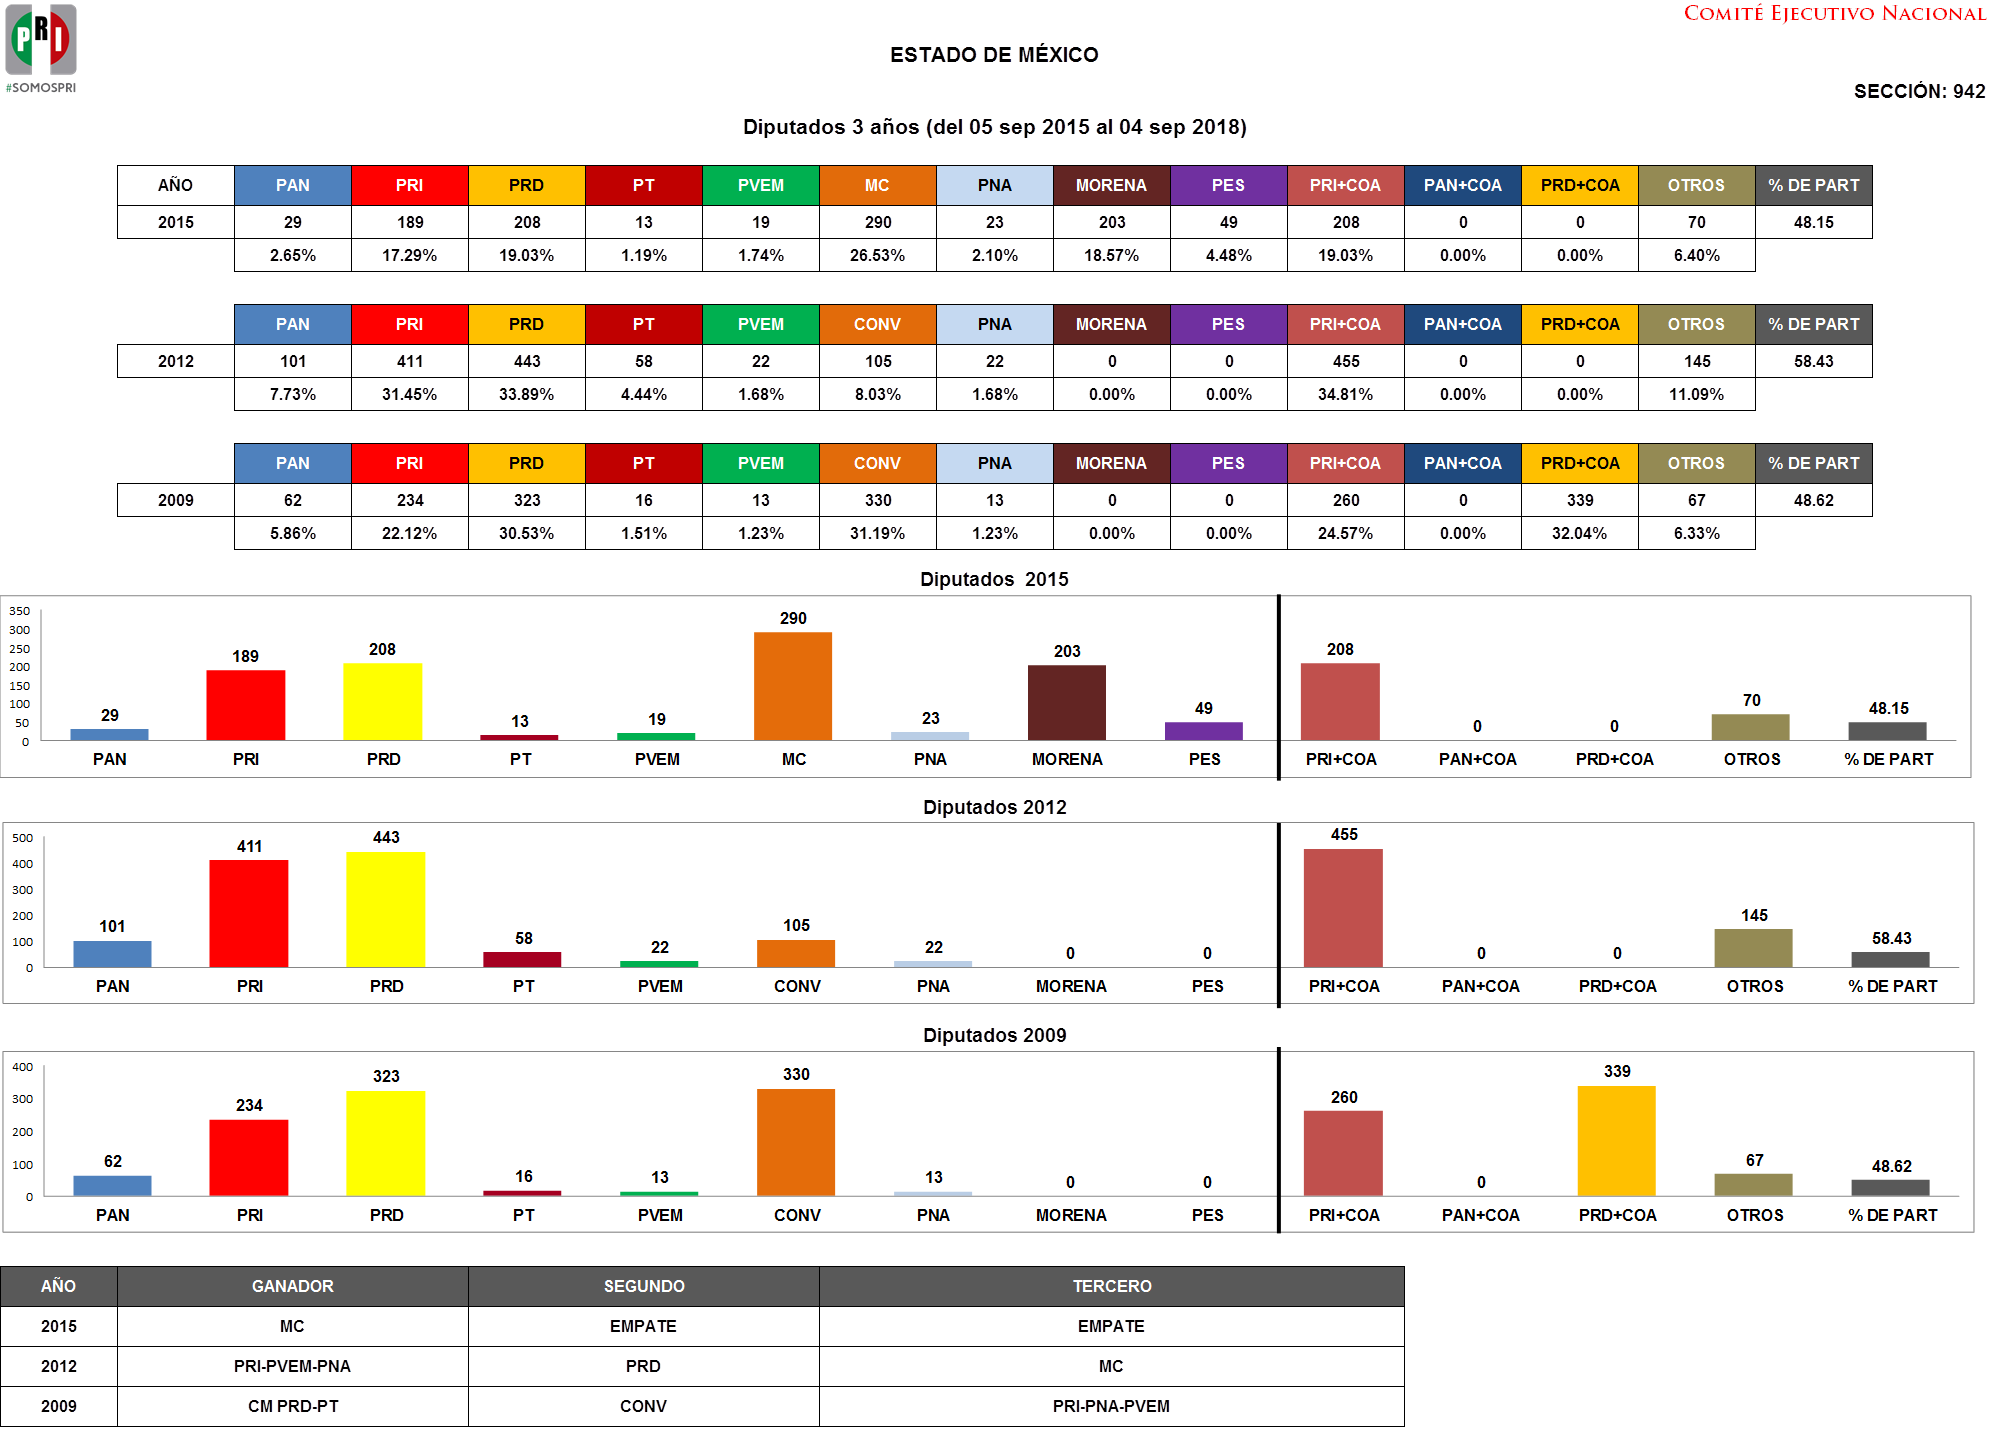 PRI
#SOMOSPRI
COMITÉ EJECUTIVO NACIONAL
ESTADO DE MÉXICO
SECCIÓN: 942
Diputados 3 años (del 05 sep 2015 al 04 sep 2018)
AÑO PAN PRI PRD PT PVEM MC PNA MORENA PES PRI+COA PAN+COA PRD+COA OTROS % DE PART
2015 29 189 208 13 19 290 23 203 49 208 0 0 70 48.15
2.65% 17.29% 19.03% 1.19% 1.74% 26.53% 2.10% 18.57% 4.48% 19.03% 0.00% 0.00% 6.40%
PAN PRI PRD PT PVEM CONV PNA MORENA PES PRI+COA PAN+COA PRD+COA OTROS % DE PART
2012 101 411 443 58 22 105 22 0 0 455 0 0 145 58.43
7.73% 31.45% 33.89% 4.44% 1.68% 8.03% 1.68% 0.00% 0.00% 34.81% 0.00% 0.00% 11.09%
PAN PRI PRD PT PVEM CONV PNA MORENA PES PRI+COA PAN+COA PRD+COA OTROS % DE PART
2009 62 234 323 16 13 330 13 0 0 260 0 339 67 48.62
5.86% 22.12% 30.53% 1.51% 1.23% 31.19% 1.23% 0.00% 0.00% 24.57% 0.00% 32.04% 6.33%
Diputados 2015
350
300
250
200
150
100
50
0
29 189 208 13 19 290 23 203 49 208 0 0 70 48.15
PAN PRI PRD PT PVEM MC PNA MORENA PES PRI+COA PAN+COA PRD+COA OTROS % DE PART
Diputados 2012
500
400
300
200
100
0
101 411 443 58 22 105 22 0 0 455 0 0 145 58.43
PAN PRI PRD PT PVEM CONV PNA MORENA PES PRI+COA PAN+COA PRD+COA OTROS % DE PART
Diputados 2009
400
300
200
100
0
62 234 323 16 13 330 13 0 0 260 0 339 67 48.62
PAN PRI PRD PT PVEM CONV PNA MORENA PES PRI+COA PAN+COA PRD+COA OTROS % DE PART
AÑO GANADOR SEGUNDO TERCERO
2015 MC EMPATE EMPATE
2012 PRI-PVEM-PNA PRD MC
2009 CM PRD-PT CONV PRI-PNA-PVEM